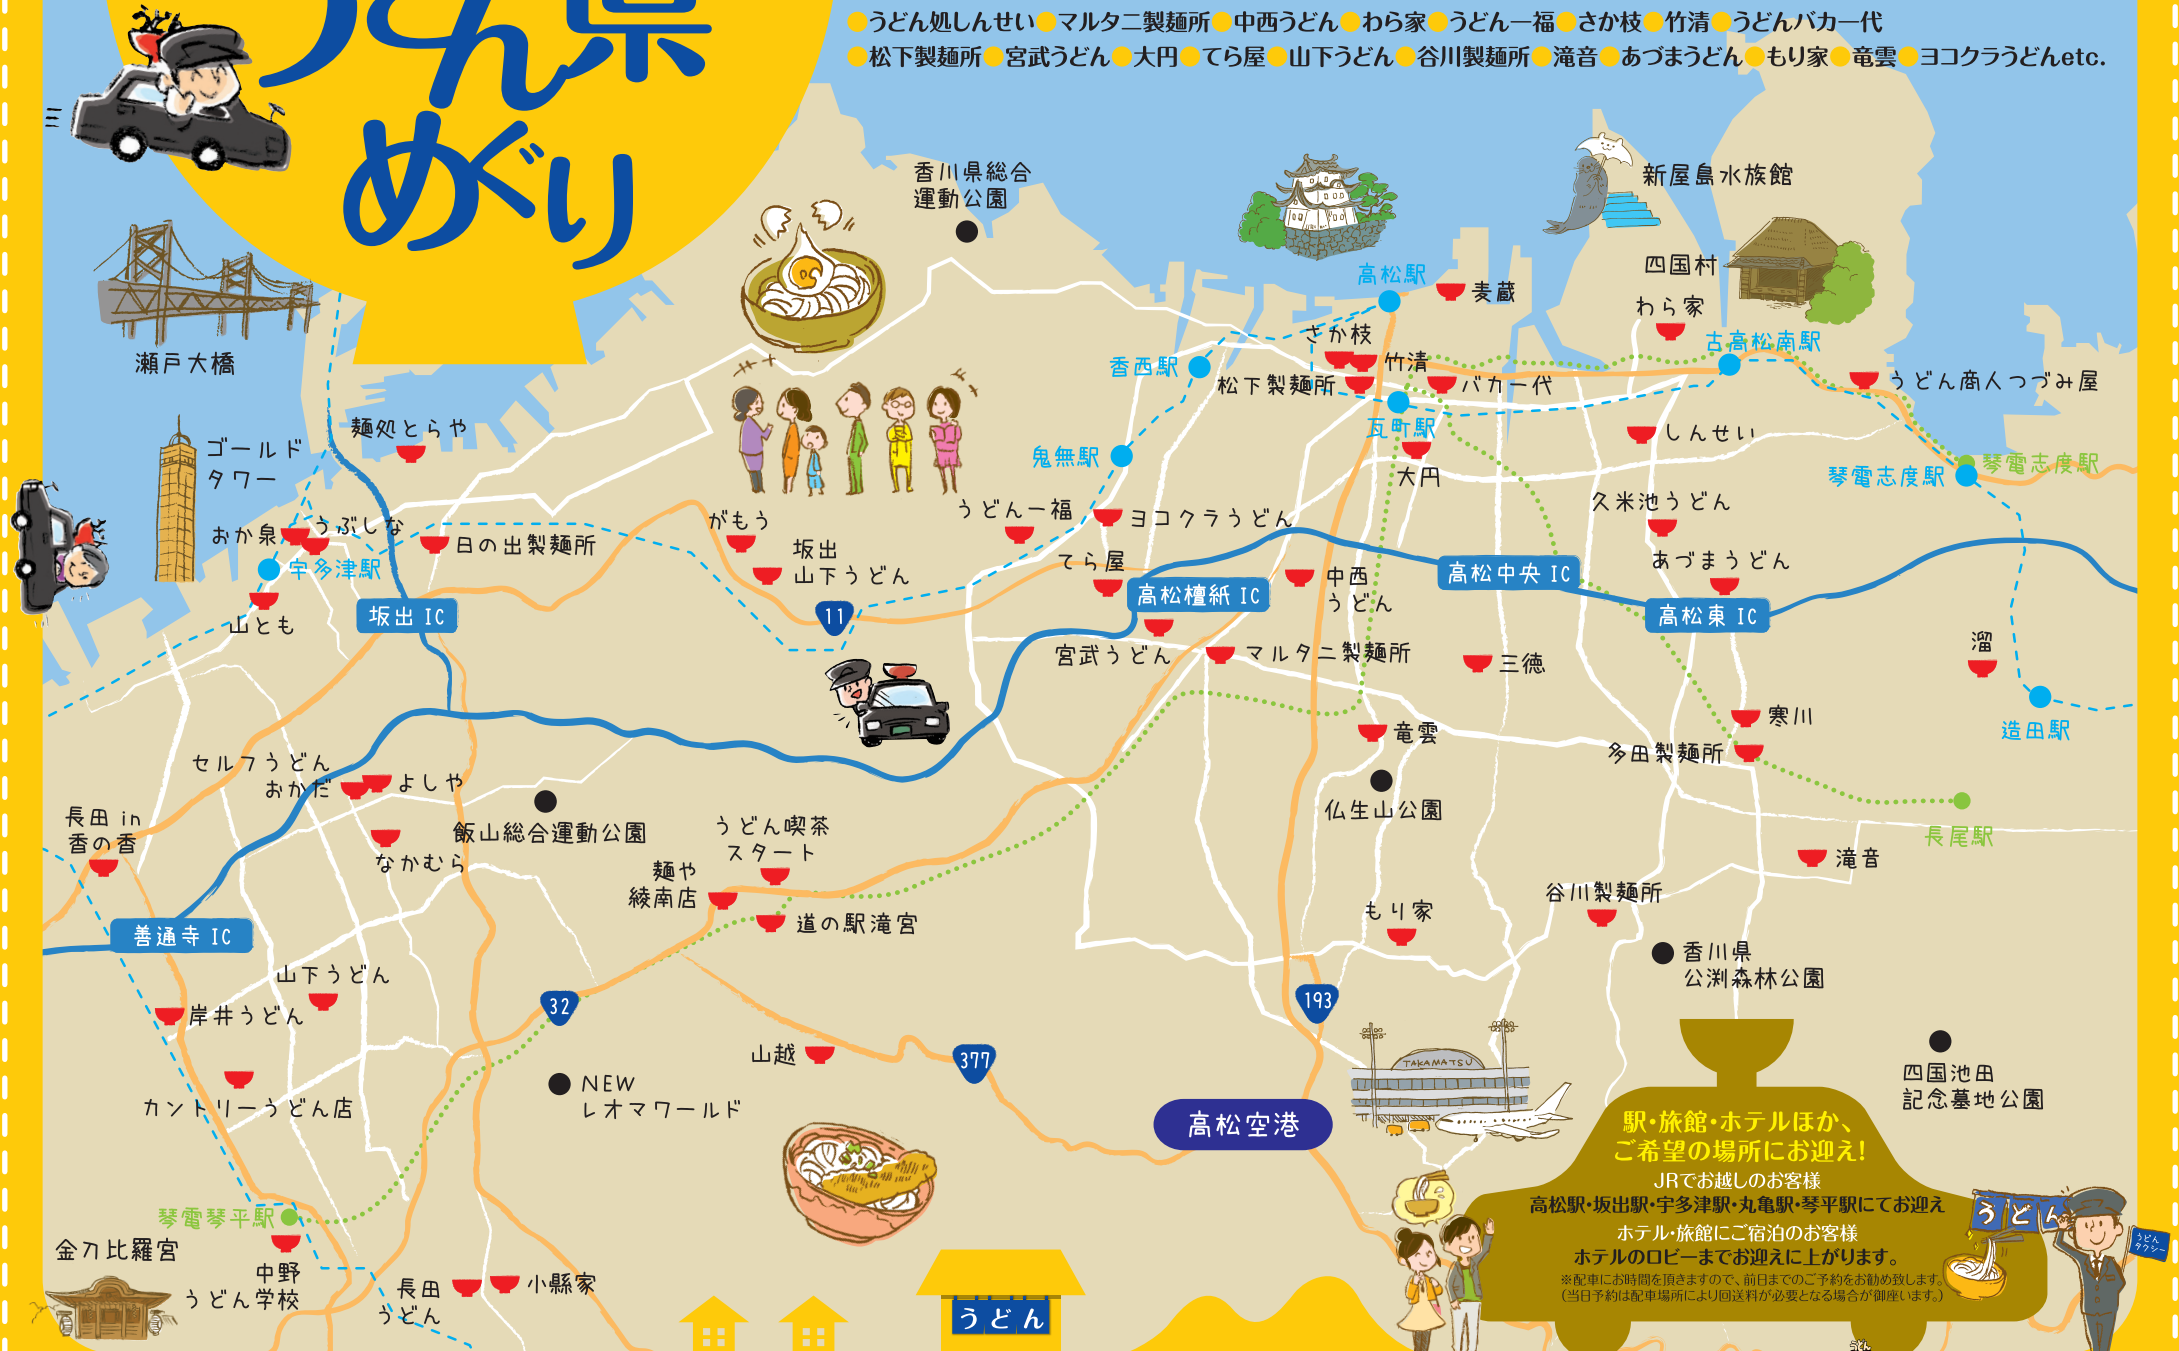 うどん県
めぐり
●うどん処しんせい●マルタニ製麺所●中西うどん●わら家●うどん一福●さか枝●竹清●うどんバカ一代
●松下製麺所●宮武うどん●大円●てら屋●山下うどん●谷川製麺所●滝音●あづまうどん●もり家●竜雲●ヨコクラうどんetc.
香川県総合
運動公園
新屋島水族館
四国村
わら家
高松駅
麦蔵
古高松南駅
さか枝
竹清
香西駅
松下製麺所
バカ一代
うどん商人つづみ屋
瀬戸大橋
瓦町駅
しんせい
麺処とらや
ゴールド
タワー
鬼無駅
大円
琴電志度駅
琴電志度駅
久米池うどん
うどん一福
ヨコクラうどん
がもう
おか泉
うぶしな
日の出製麺所
坂出
山下うどん
てら屋
あづまうどん
宇多津駅
高松檀紙 IC
中西
うどん
高松中央 IC
高松東 IC
坂出 IC
11
山とも
宮武うどん
マルタニ製麺所
三徳
溜
寒川
造田駅
竜雲
多田製麺所
セルフうどん
おかだ
よしや
仏生山公園
長田 in
香の香
飯山総合運動公園
うどん喫茶
スタート
長尾駅
なかむら
麺や
綾南店
滝音
谷川製麺所
もり家
道の駅滝宮
善通寺 IC
香川県
公渕森林公園
山下うどん
岸井うどん
32
193
山越
377
TAKAMATSU
四国池田
記念墓地公園
NEW
レオマワールド
カントリーうどん店
高松空港
駅・旅館・ホテルほか、
ご希望の場所にお迎え!
JRでお越しのお客様
高松駅・坂出駅・宇多津駅・丸亀駅・琴平駅にてお迎え
ホテル・旅館にご宿泊のお客様
ホテルのロビーまでお迎えに上がります。
※配車にお時間を頂きますので、前日までのご予約をお勧め致します。
(当日予約は配車場所により回送料が必要となる場合が御座います。)
うどん
うどん
タクシー
琴電琴平駅
金刀比羅宮
中野
うどん学校
長田
うどん
小縣家
うどん
うどん